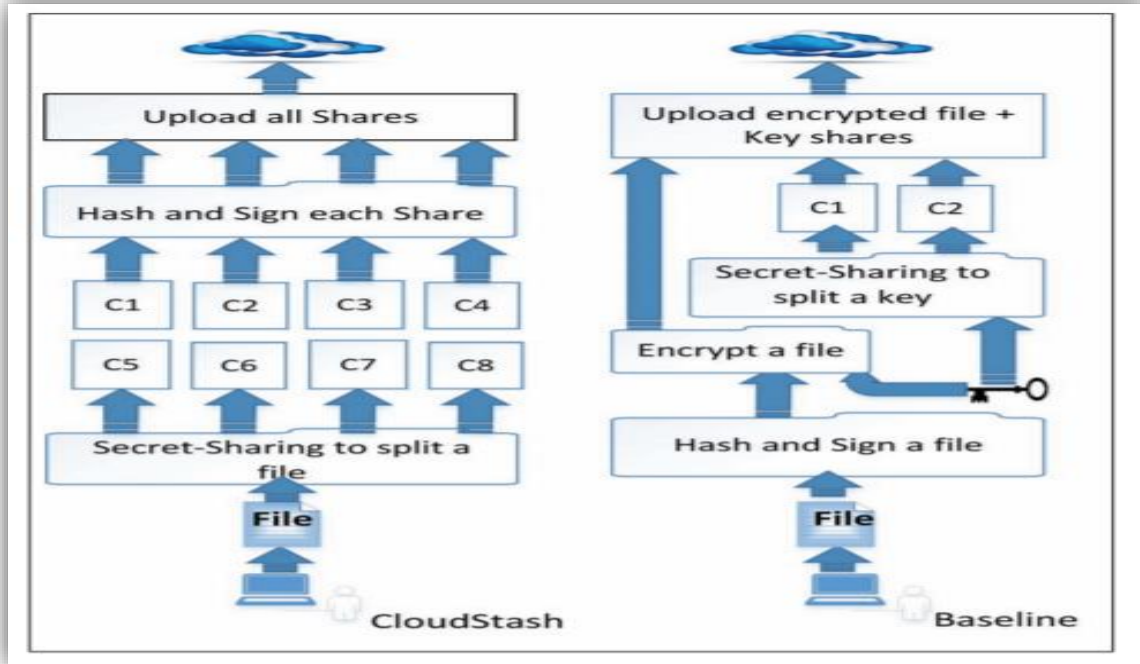 Upload all Shares
Hash and Sign each Share
C1 C2 C3 C4
C5 C6 C7 C8
Secret-Sharing to split a
file
File
CloudStash
Upload encrypted file +
Key shares
C1 C2
Secret-Sharing to
split a key
Encrypt a file
Hash and Sign a file
File
Baseline